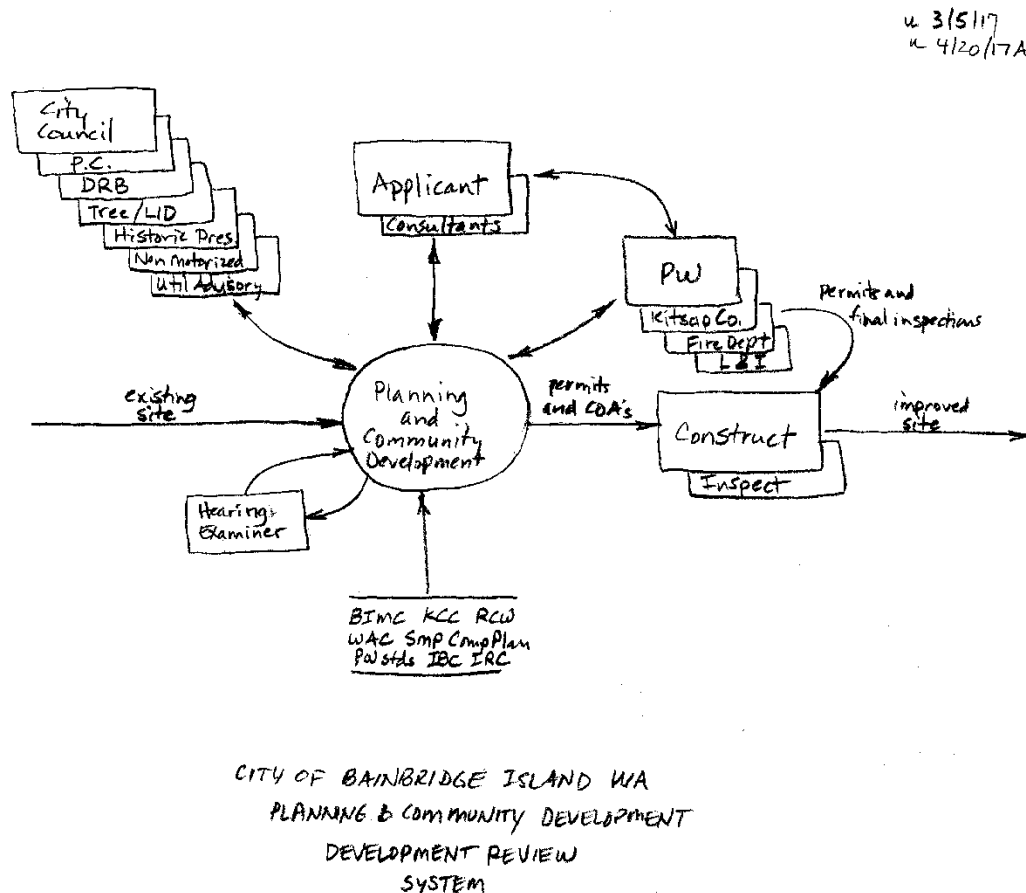 3/5/17
4/20/17A
City
Council
P.C.
DRB
Tree/LID
Historic Pres.
Non Motorized
Util Advisory
Applicant
Consultants
PW
Kitsap Co.
Fire Dept
L & I
permits and
final inspections
existing
site
Planning
and
Community
Development
permits
and COA's
Construct
Inspect
improved
site
Hearing
Examiner
BIMC KCC RCW
WAC SMP Comp Plan
PW stds IBC IRC
CITY OF BAINBRIDGE ISLAND WA
PLANNING & COMMUNITY DEVELOPMENT
DEVELOPMENT REVIEW
SYSTEM